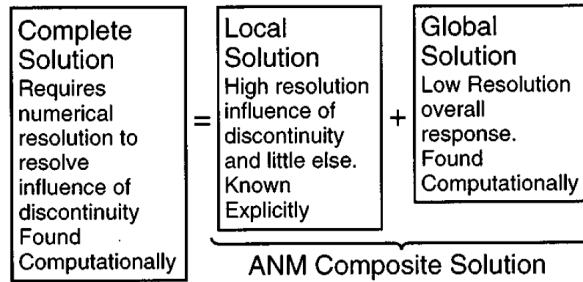 Complete
Solution
Requires
numerical
resolution to
resolve
influence of
discontinuity
Found
Computationally
=
Local
Solution
High resolution
influence of
discontinuity
and little else.
Known
Explicitly
+
Global
Solution
Low Resolution
overall
response.
Found
Computationally
ANM Composite Solution